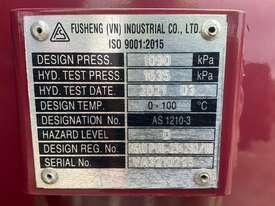 FUSHENG (VN) INDUSTRIAL CO., LTD.
ISO 9001:2015
DESIGN PRESS. kPa
HYD. TEST PRESS 1635 kPa
HYD. TEST DATE. 2021 03
DESIGN TEMP. 0-100 °C
DESIGNATION No. AS 1210-3
HAZARD LEVEL D
DESIGN REG. No.
SERIAL No.